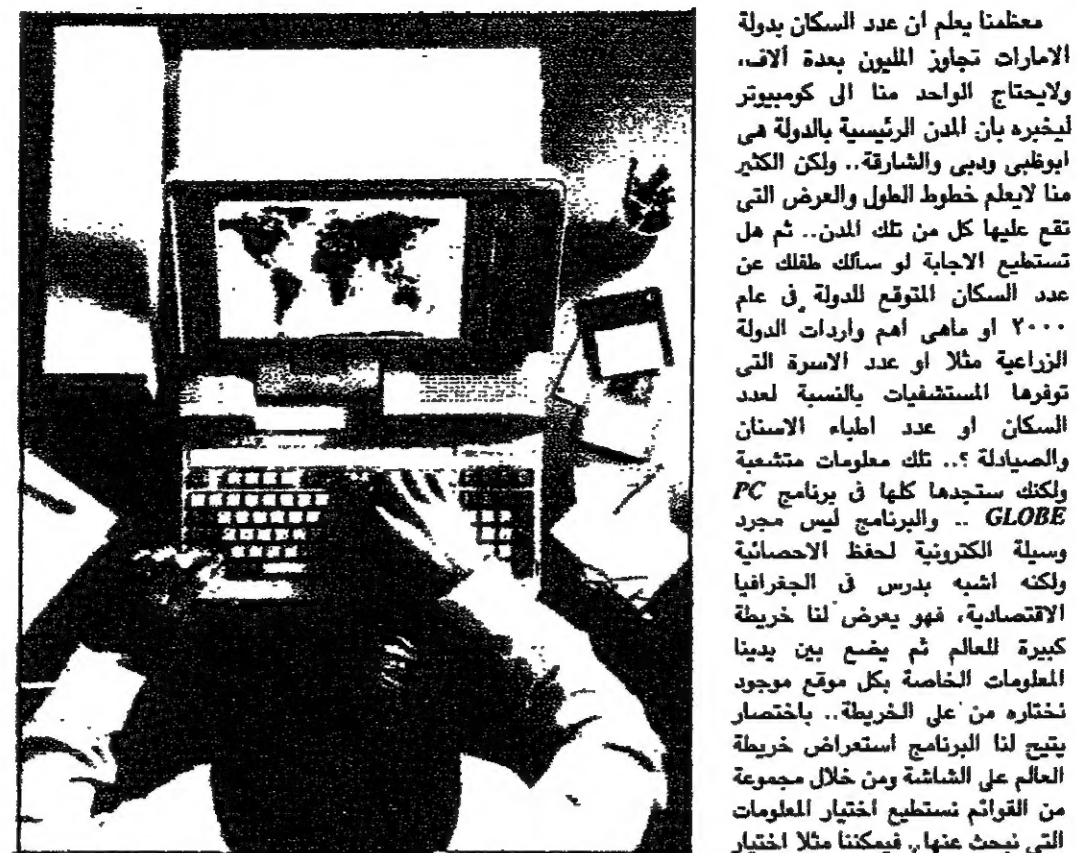 معظمنا يعلم ان عدد السكان بدولة
الامارات تجاوز المليون بعدة ألاف،
ولايحتاج الواحد منا الى كومبيوتر
ليخبره بان المدن الرئيسية بالدولة هى
ابوظبى ودبى والشارقة.. ولكن الكثير
منا لايعلم خطوط الطول والعرض التى
تقع عليها كل من تلك المدن.. ثم هل
تستطيع الاجابة لو سألك طفلك عن
عدد السكان المتوقع للدولة فى عام
٢٠٠٠ او ماهى اهم واردات الدولة
الزراعية مثلا او عدد الاسرة التى
توفرها المستشفيات بالنسبة لعدد
السكان او عدد اطباء الاسنان
والصيادلة ؟.. تلك معلومات متشعبة
ولكنك ستجدها كلها فى برنامج PC
GLOBE .. والبرنامج ليس مجرد
وسيلة الكترونية لحفظ الاحصائية
ولكنه اشبه بدرس فى الجغرافيا
الاقتصادية، فهو يعرض لنا خريطة
كبيرة للعالم ثم يضع بين يدينا
المعلومات الخاصة بكل موقع موجود
نختاره من على الخريطة.. باختصار
يتيح لنا البرنامج استعراض خريطة
العالم على الشاشة ومن خلال مجموعة
من القوائم نستطيع اختيار المعلومات
التى نبحث عنها.. فيمكننا مثلا اختيار